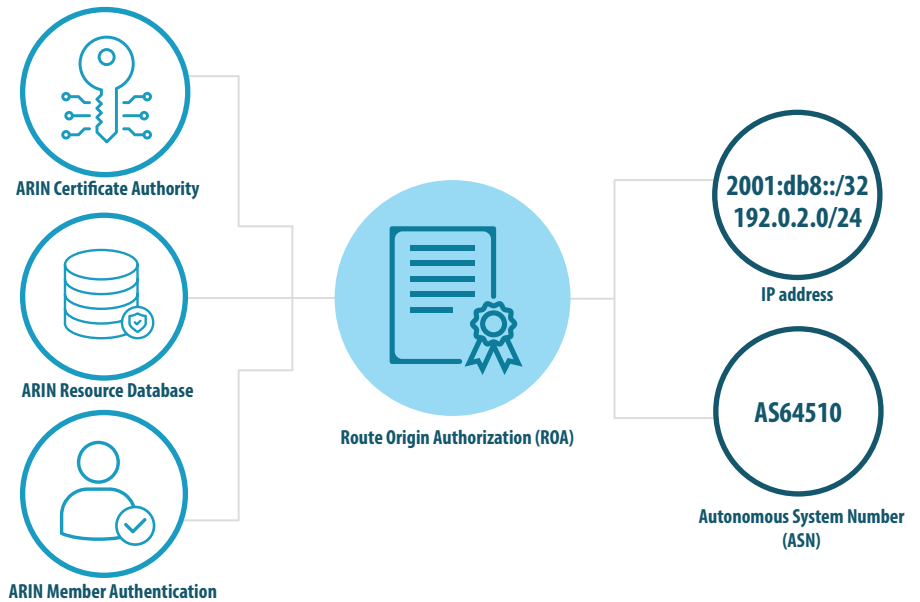 ARIN Certificate Authority
ARIN Resource Database
ARIN Member Authentication
Route Origin Authorization (ROA)
2001:db8::/32
192.0.2.0/24
IP address
AS64510
Autonomous System Number
(ASN)